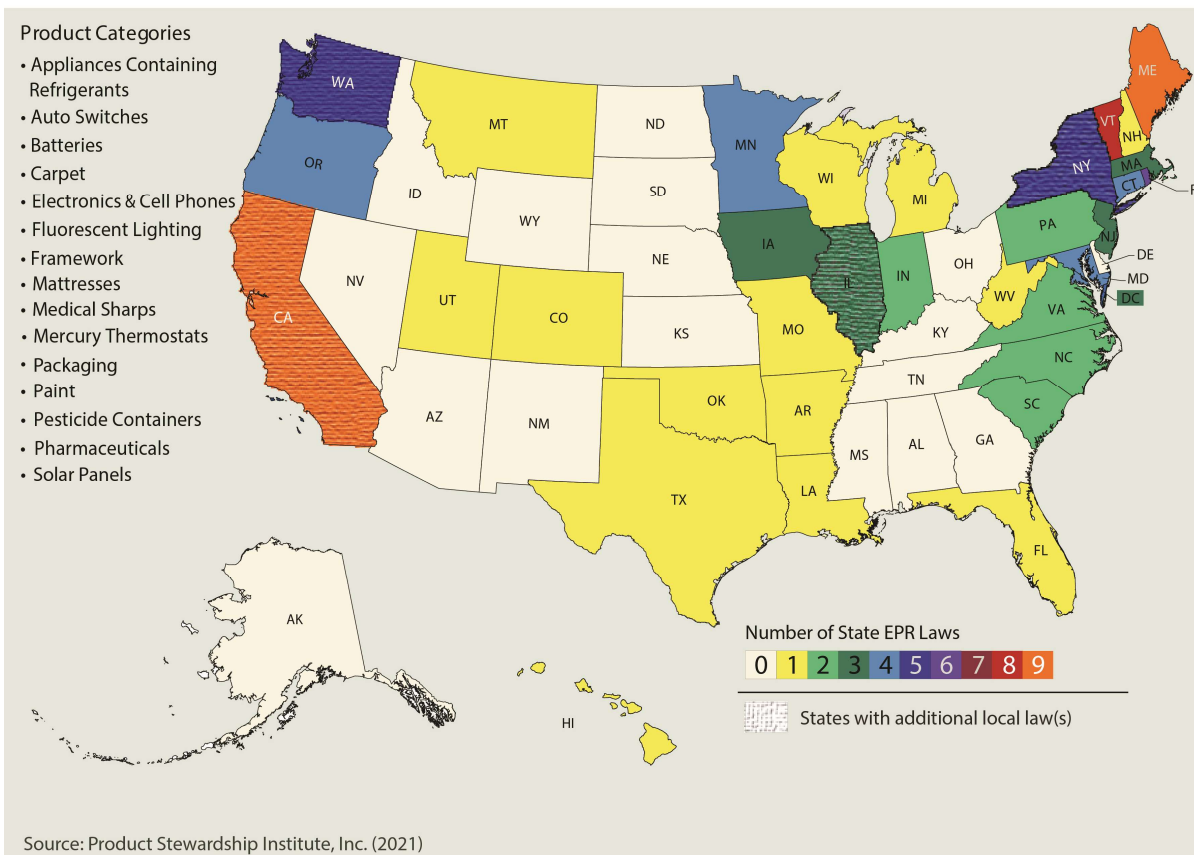 Product Categories
• Appliances Containing
Refrigerants
• Auto Switches
• Batteries
• Carpet
• Electronics & Cell Phones
• Fluorescent Lighting
• Framework
• Mattresses
• Medical Sharps
• Mercury Thermostats
• Packaging
• Paint
• Pesticide Containers
• Pharmaceuticals
• Solar Panels
WA
MT
ND
MN
ME
VT
NH
OR
ID
SD
WI
MI
NY
MA
CT
WY
IA
PA
NJ
NE
OH
DE
NV
UT
IL
IN
MD
DC
CA
CO
WV
VA
KS
MO
KY
NC
TN
OK
AR
SC
AZ
NM
MS
AL
GA
TX
LA
FL
AK
HI
Number of State EPR Laws
0 1 2 3 4 5 6 7 8 9
States with additional local law(s)
Source: Product Stewardship Institute, Inc. (2021)